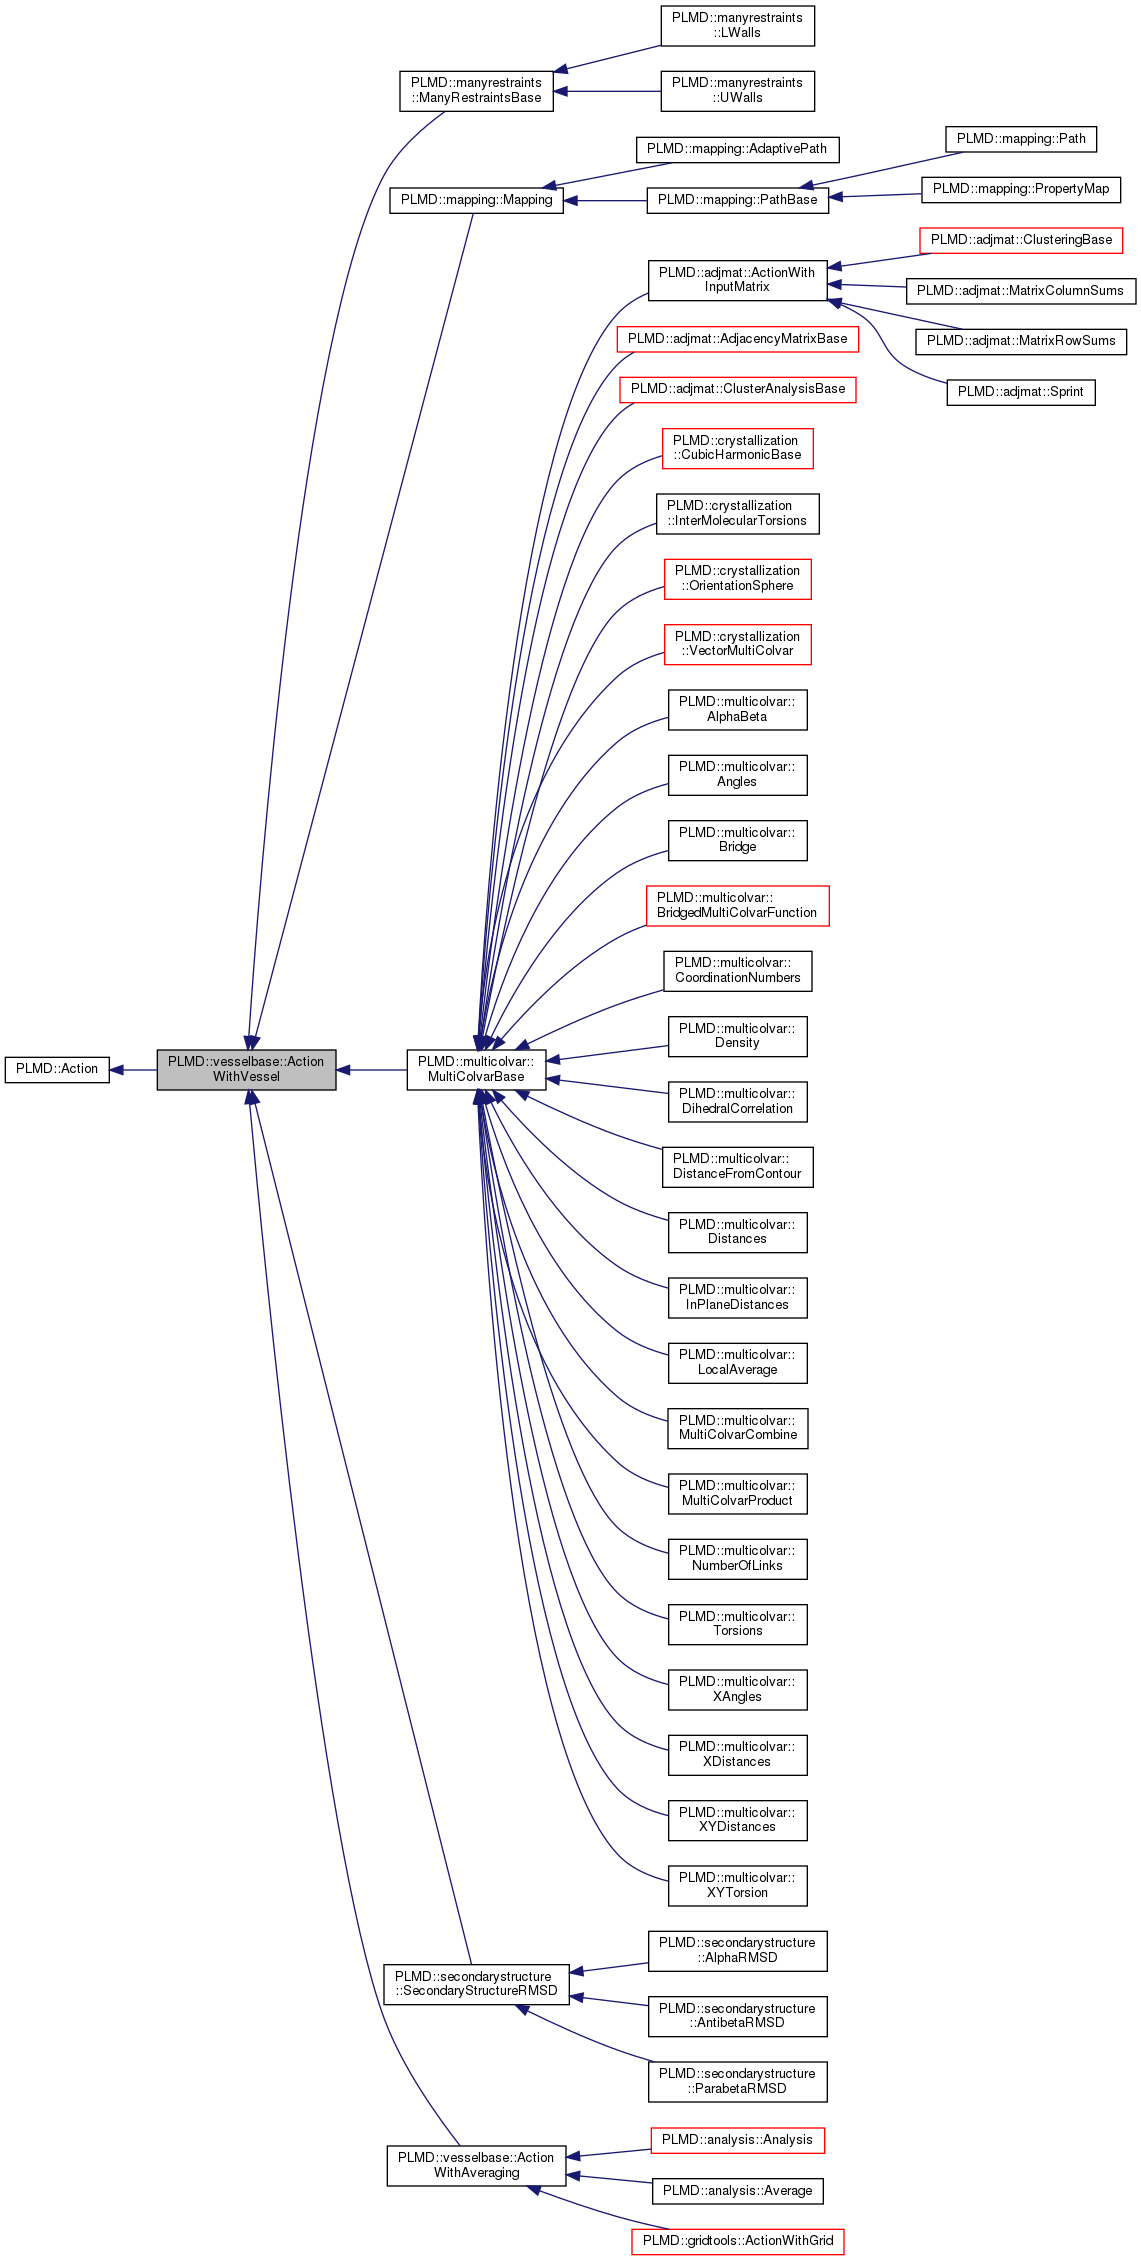 PLMD::manyrestraints
::LWalls
PLMD::manyrestraints
::ManyRestraintsBase
PLMD::manyrestraints
::UWalls
PLMD::mapping::Path
PLMD::mapping::AdaptivePath
PLMD::mapping::Mapping
PLMD::mapping::PathBase
PLMD::mapping::PropertyMap
PLMD::adjmat::ClusteringBase
PLMD::adjmat::ActionWith
InputMatrix
PLMD::adjmat::MatrixColumnSums
PLMD::adjmat::AdjacencyMatrixBase
PLMD::adjmat::MatrixRowSums
PLMD::adjmat::ClusterAnalysisBase
PLMD::adjmat::Sprint
PLMD::crystallization
::CubicHarmonicBase
PLMD::crystallization
::InterMolecularTorsions
PLMD::crystallization
::OrientationSphere
PLMD::crystallization
::VectorMultiColvar
PLMD::multicolvar::
AlphaBeta
PLMD::multicolvar::
Angles
PLMD::multicolvar::
Bridge
PLMD::multicolvar::
BridgedMultiColvarFunction
PLMD::multicolvar::
CoordinationNumbers
PLMD::multicolvar::
Density
PLMD::Action
PLMD::vesselbase::Action
WithVessel
PLMD::multicolvar::
MultiColvarBase
PLMD::multicolvar::
DihedralCorrelation
PLMD::multicolvar::
DistanceFromContour
PLMD::multicolvar::
Distances
PLMD::multicolvar::
InPlaneDistances
PLMD::multicolvar::
LocalAverage
PLMD::multicolvar::
MultiColvarCombine
PLMD::multicolvar::
MultiColvarProduct
PLMD::multicolvar::
NumberOfLinks
PLMD::multicolvar::
Torsions
PLMD::multicolvar::
XAngles
PLMD::multicolvar::
XDistances
PLMD::multicolvar::
XYDistances
PLMD::multicolvar::
XYTorsion
PLMD::secondarystructure
::AlphaRMSD
PLMD::secondarystructure
::SecondaryStructureRMSD
PLMD::secondarystructure
::AntibetaRMSD
PLMD::secondarystructure
::ParabetaRMSD
PLMD::analysis::Analysis
PLMD::vesselbase::Action
WithAveraging
PLMD::analysis::Average
PLMD::gridtools::ActionWithGrid